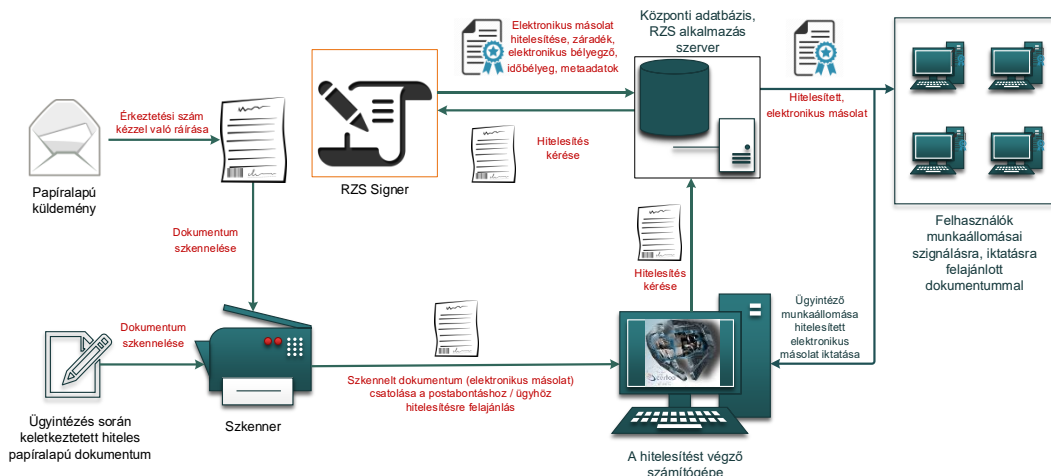 Elektronikus másolat
hitelesítése, záradék,
elektronikus bélyegző,
időbélyeg, metaadatok
Központi adatbázis,
RZS alkalmazás
szerver
Érkeztetési szám
kézzel való ráírása
Hitelesítés
kérése
Hitelesített,
elektronikus másolat
Papíralapú
küldemény
RZS Signer
Felhasználók
munkaállomásai
szignálásra, iktatásra
felajánlott
dokumentummal
Dokumentum
szkennelése
Hitelesítés
kérése
Ügyintéző
munkaállomása
hitelesített
elektronikus
másolat iktatása
Dokumentum
szkennelése
Szkennelt dokumentum (elektronikus másolat)
csatolása a postabontáshoz / ügyhöz
hitelesítésre felajánlás
Szkenner
Ügyintézés során
keletkeztetett hiteles
papíralapú dokumentum
A hitelesítést végző
számítógépe